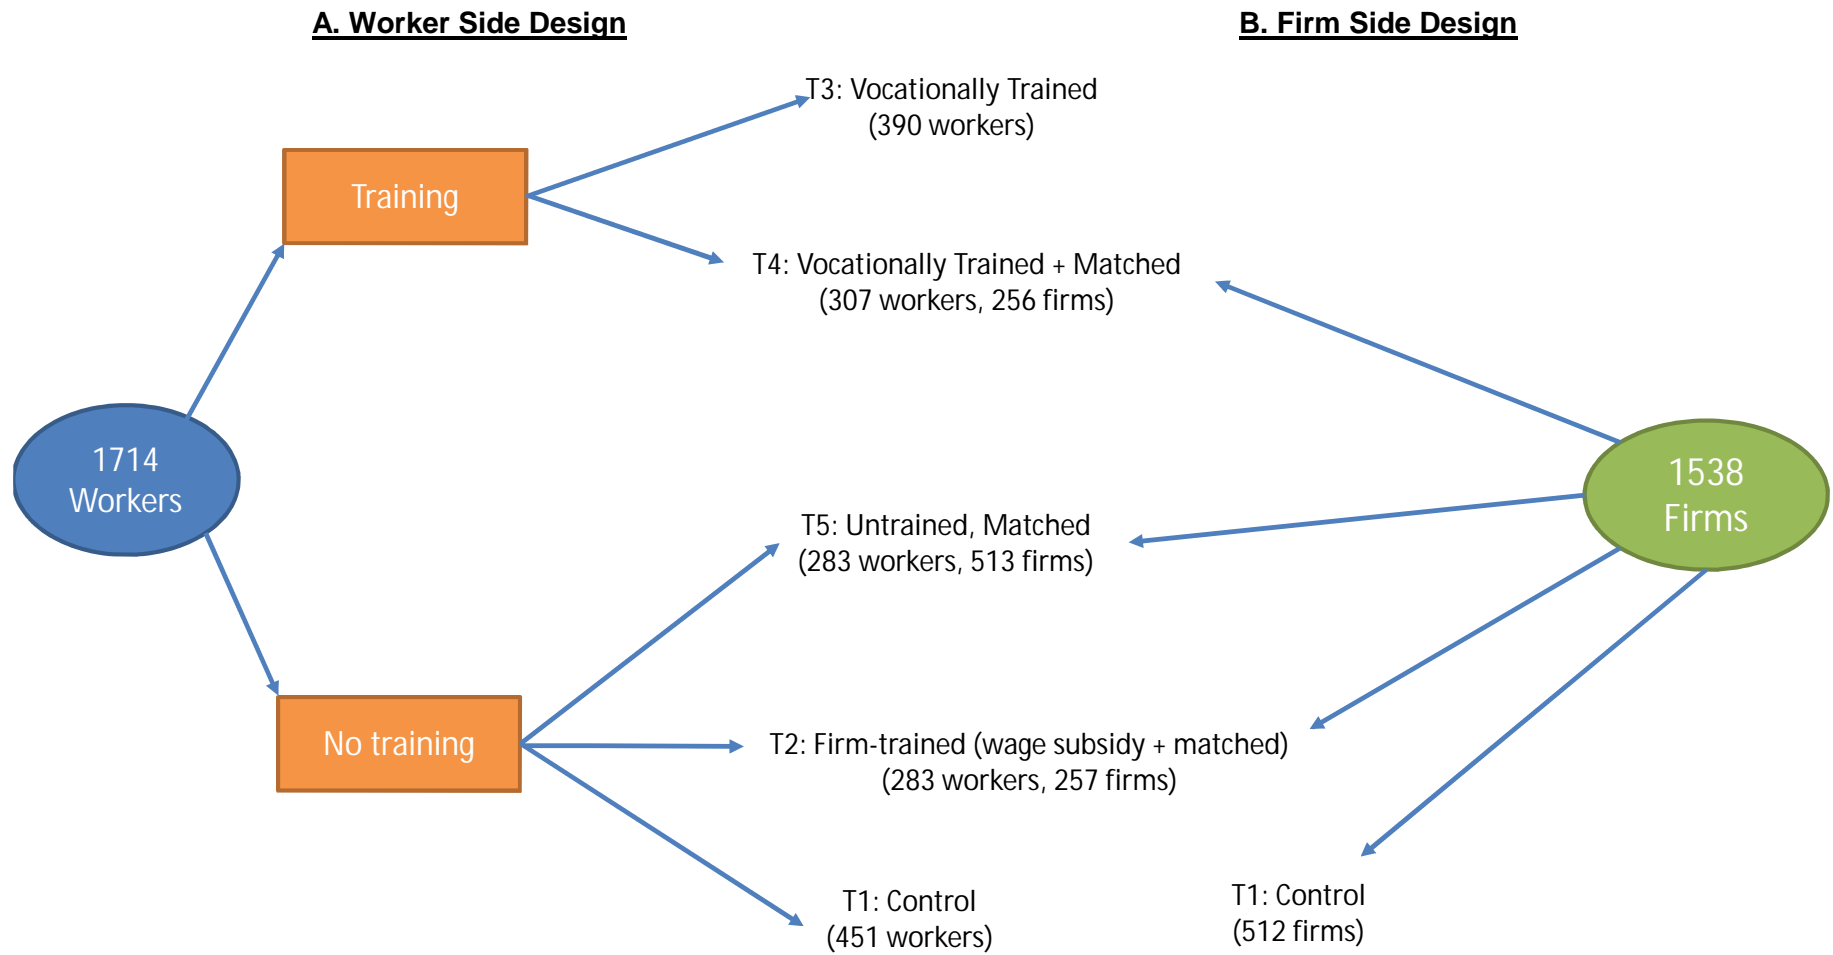 A. Worker Side Design
B. Firm Side Design
T3: Vocationally Trained
(390 workers)
Training
T4: Vocationally Trained + Matched
(307 workers, 256 firms)
1714
Workers
1538
Firms
T5: Untrained, Matched
(283 workers, 513 firms)
No training
T2: Firm-trained (wage subsidy + matched)
(283 workers, 257 firms)
T1: Control
(451 workers)
T1: Control
(512 firms)